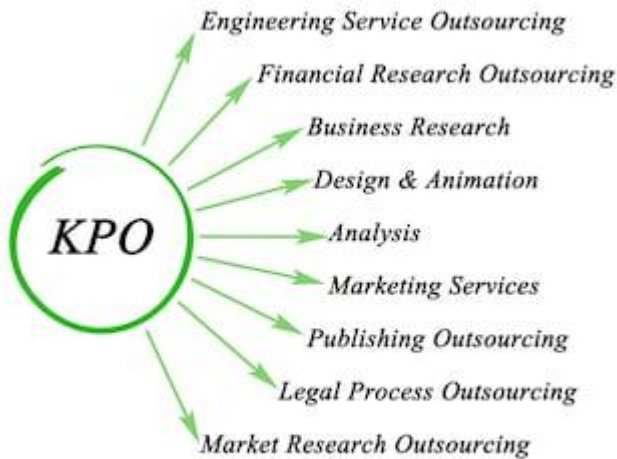 Engineering Service Outsourcing
Financial Research Outsourcing
Business Research
Design & Animation
KPO
Analysis
Marketing Services
Publishing Outsourcing
Legal Process Outsourcing
Market Research Outsourcing